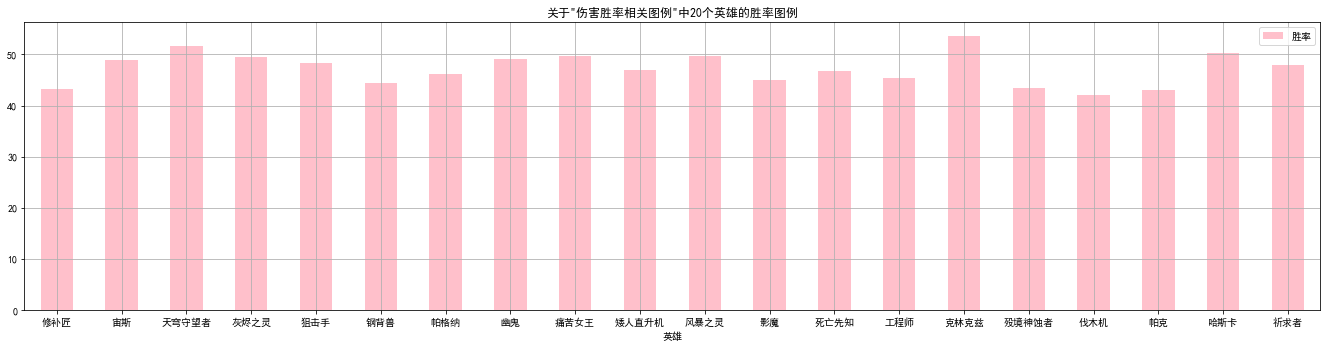 关于"伤害胜率相关图例"中20个英雄的胜率图例
胜率
50
40
30
20
10
0
修补匠 宙斯 天穹守望者 灰烬之灵 狙击手 钢背兽 帕格纳 幽鬼 痛苦女王 矮人直升机 风暴之灵 影魔 死亡先知 工程师 克林克兹 殁境神蚀者 伐木机 帕克 哈斯卡 祈求者
英雄